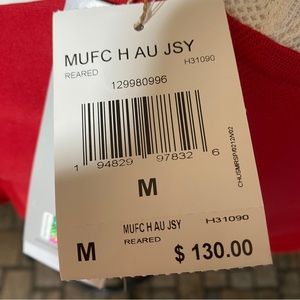 MUFC H AU JSY
REARED H31090
129980996
1 94829 97832 6
M
MUFC H AU JSY H31090
M REARED $ 130.00